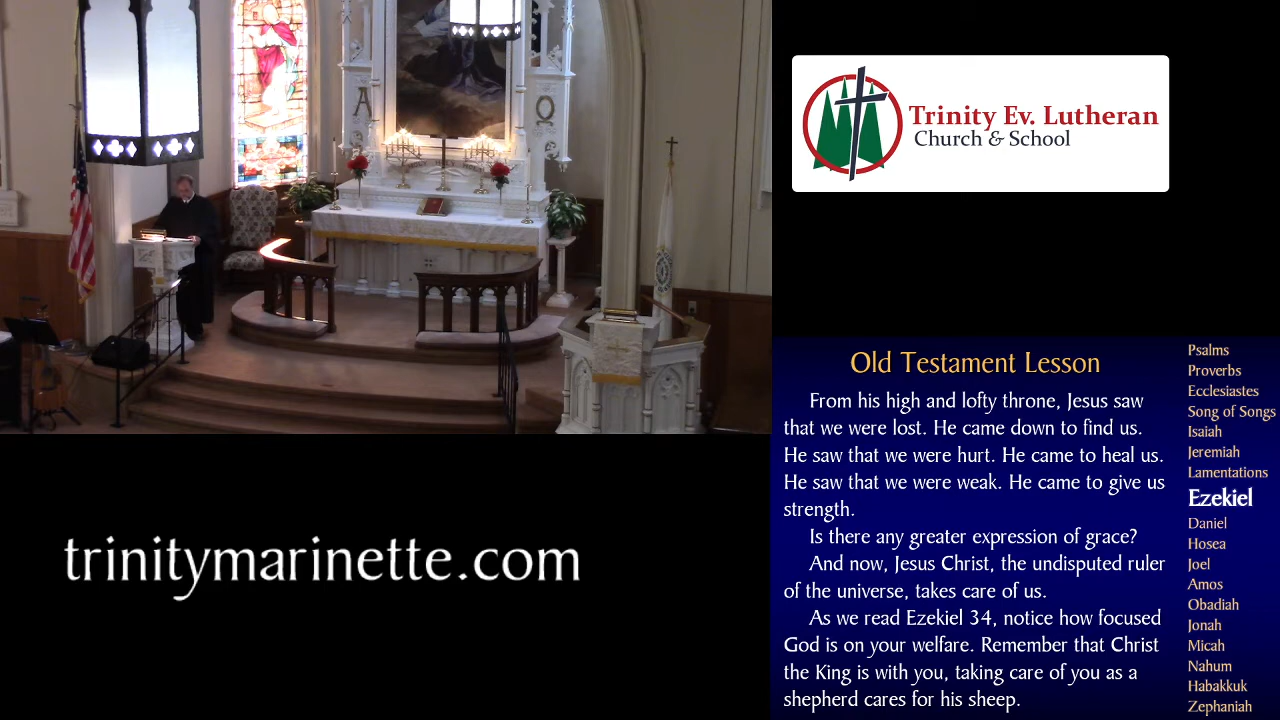 Α
Ω
Trinity Ev. Lutheran
Church & School
trinitymarinette.com
Old Testament Lesson
From his high and lofty throne, Jesus saw
that we were lost. He came down to find us.
He saw that we were hurt. He came to heal us.
He saw that we were weak. He came to give us
strength.
Is there any greater expression of grace?
And now, Jesus Christ, the undisputed ruler
of the universe, takes care of us.
As we read Ezekiel 34, notice how focused
God is on your welfare. Remember that Christ
the King is with you, taking care of you as a
shepherd cares for his sheep.
Psalms
Proverbs
Ecclesiastes
Song of Songs
Isaiah
Jeremiah
Lamentations
Ezekiel
Daniel
Hosea
Joel
Amos
Obadiah
Jonah
Micah
Nahum
Habakkuk
Zephaniah